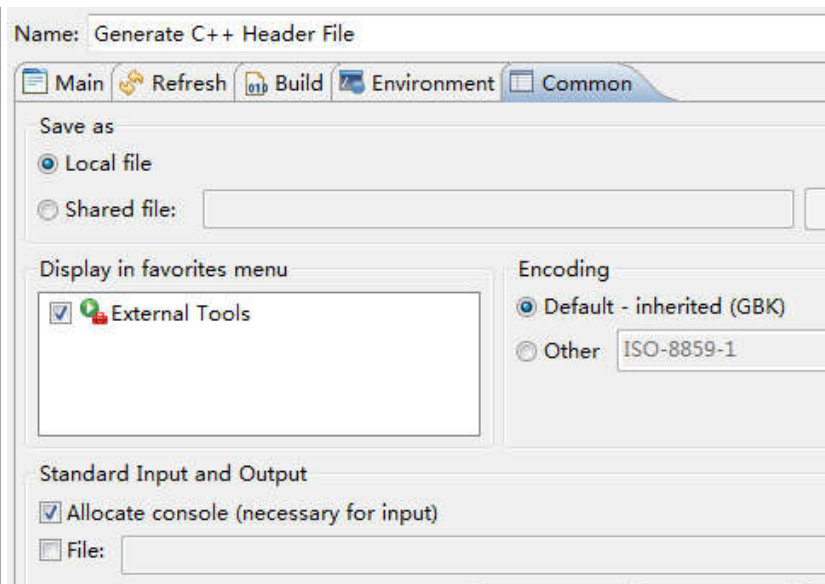 Name: Generate C++ Header File
Main Refresh Build Environment Common
Save as
Local file
Shared file:
Display in favorites menu
External Tools
Encoding
Default - inherited (GBK)
Other ISO-8859-1
Standard Input and Output
Allocate console (necessary for input)
File: